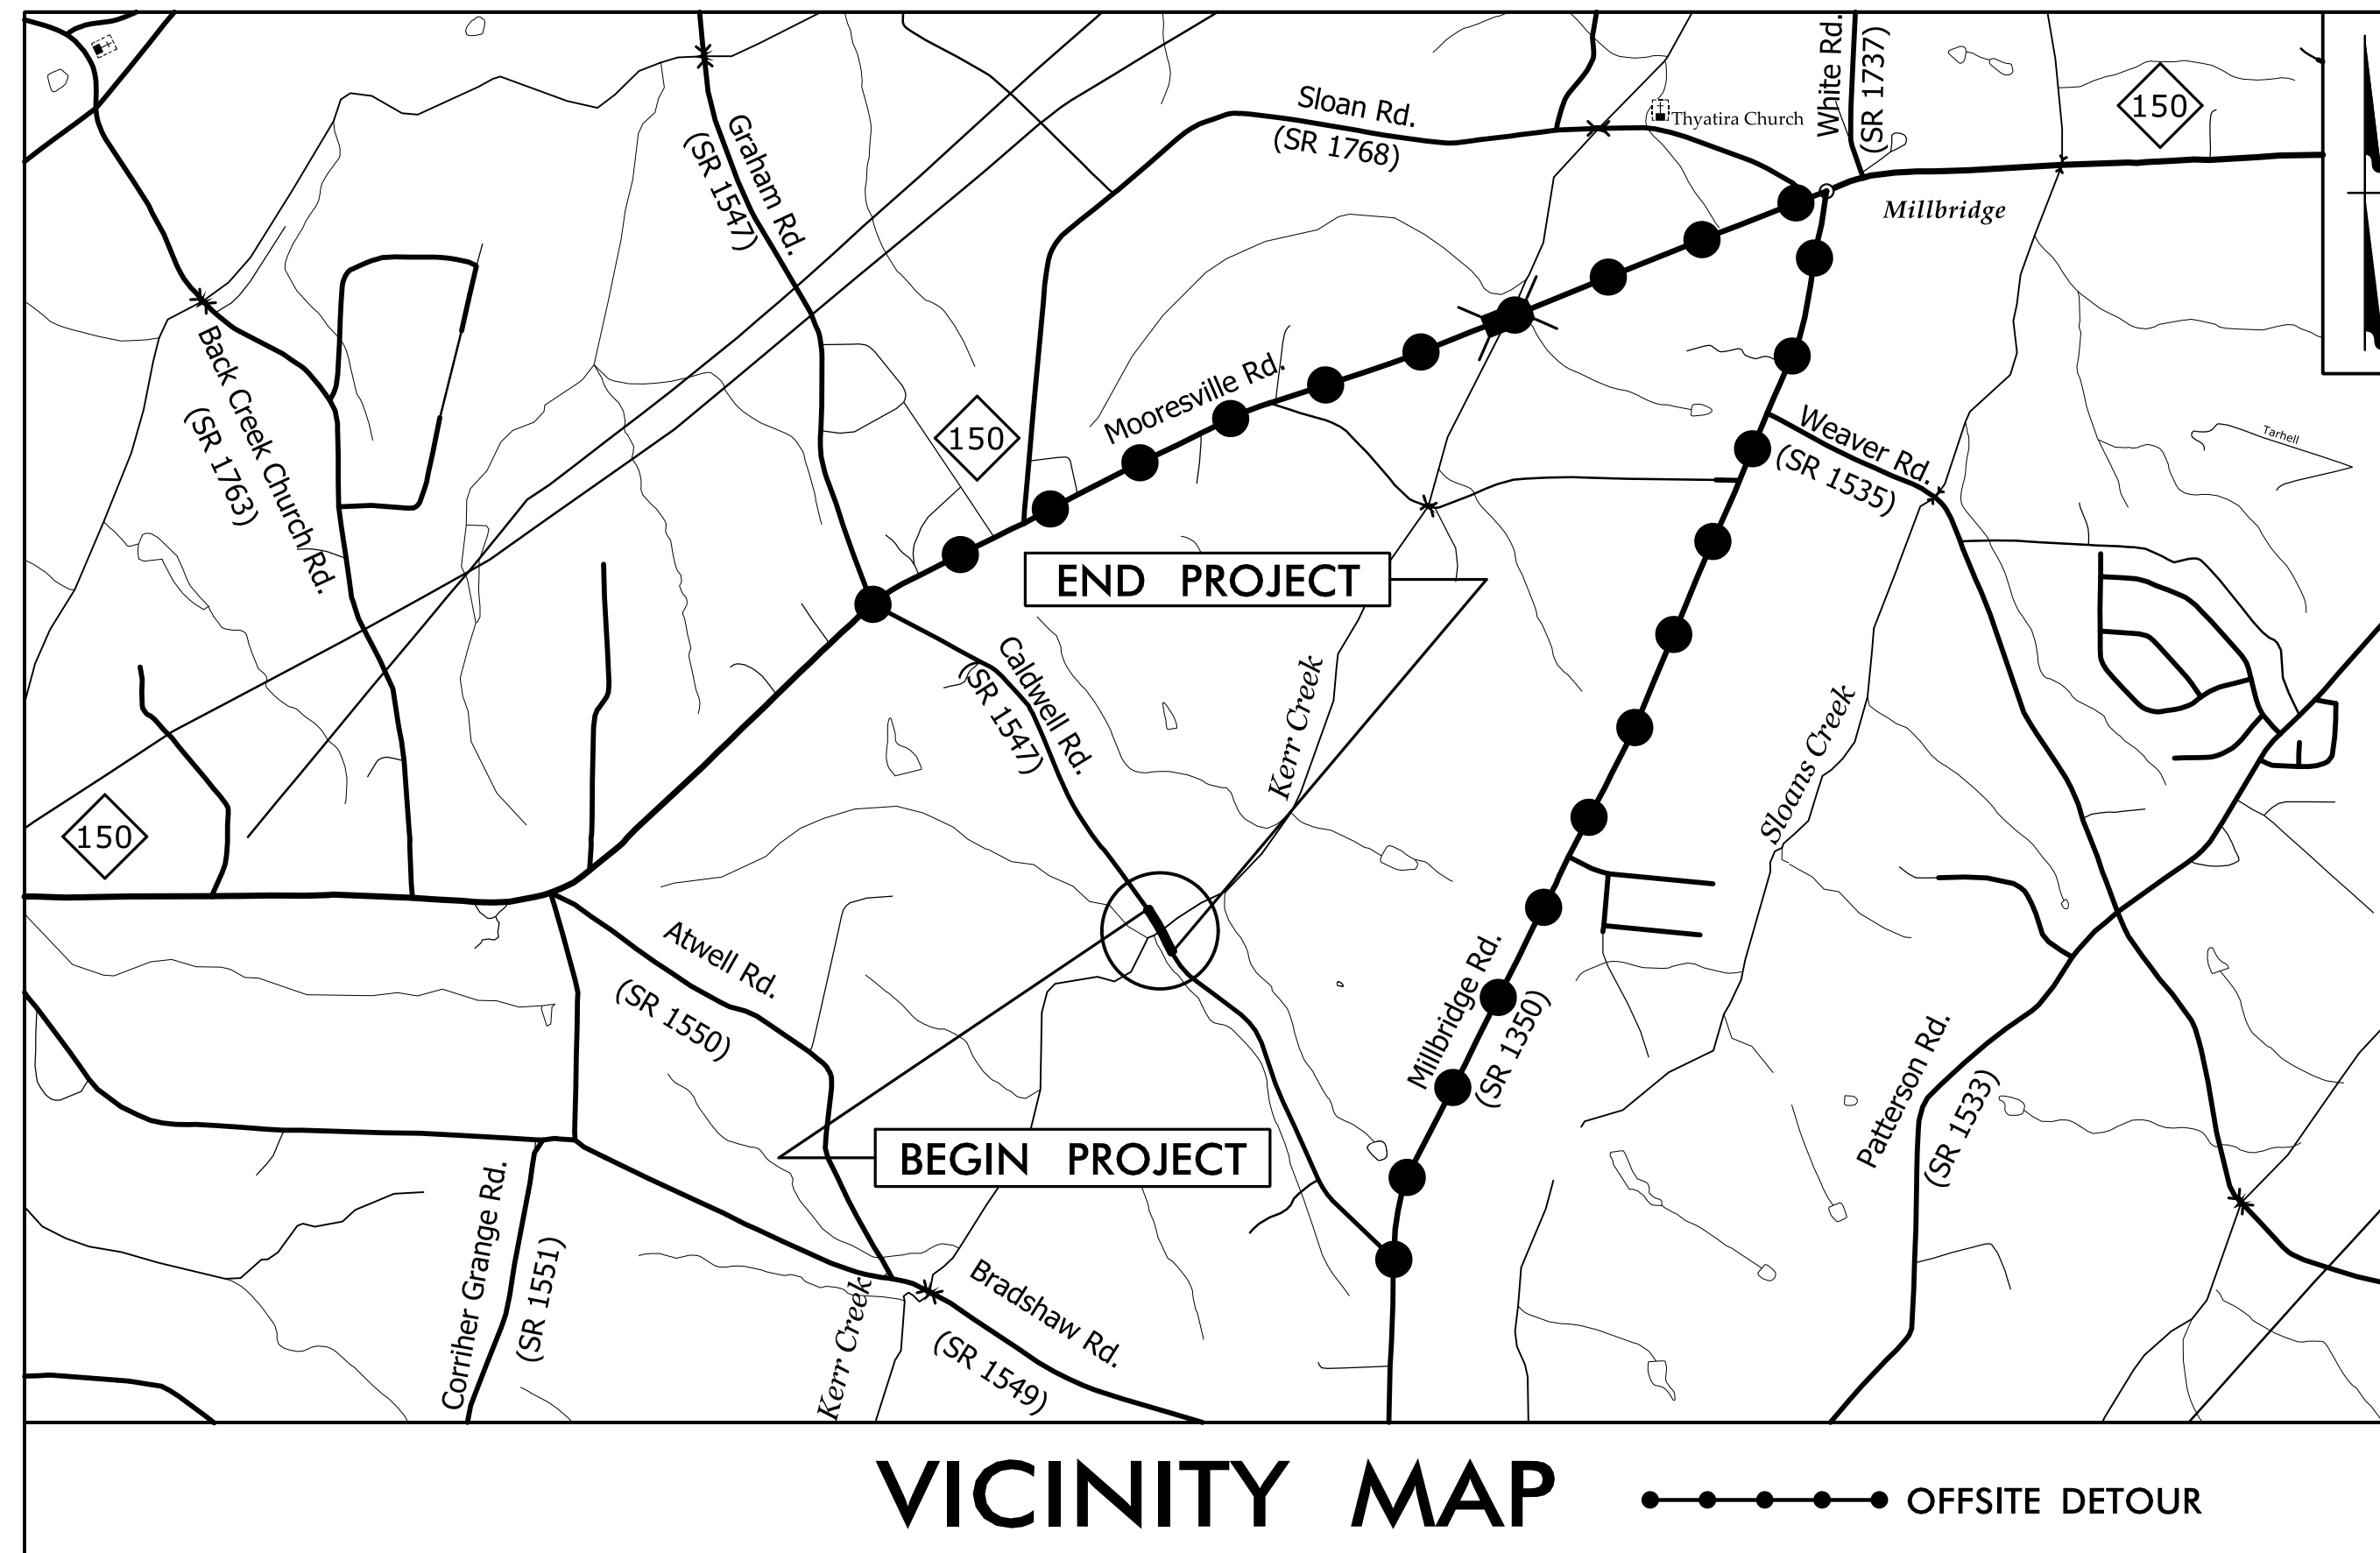 White Rd.
(SR 1737)
150
Sloan Rd.
(SR 1768)
Thyatira Church
Graham Rd.
(SR 1547)
Millbridge
Back Creek Church Rd.
(SR 1763)
150
Mooresville Rd.
Weaver Rd.
(SR 1535)
Tarhell
END PROJECT
Caldwell Rd.
(SR 1547)
Kerr Creek
Sloans Creek
150
Atwell Rd.
(SR 1550)
Millbridge Rd.
(SR 1350)
Patterson Rd.
(SR 1533)
BEGIN PROJECT
Corriher Grange Rd.
(SR 1551)
Kerr Creek
Bradshaw Rd.
(SR 1549)
VICINITY MAP
OFFSITE DETOUR